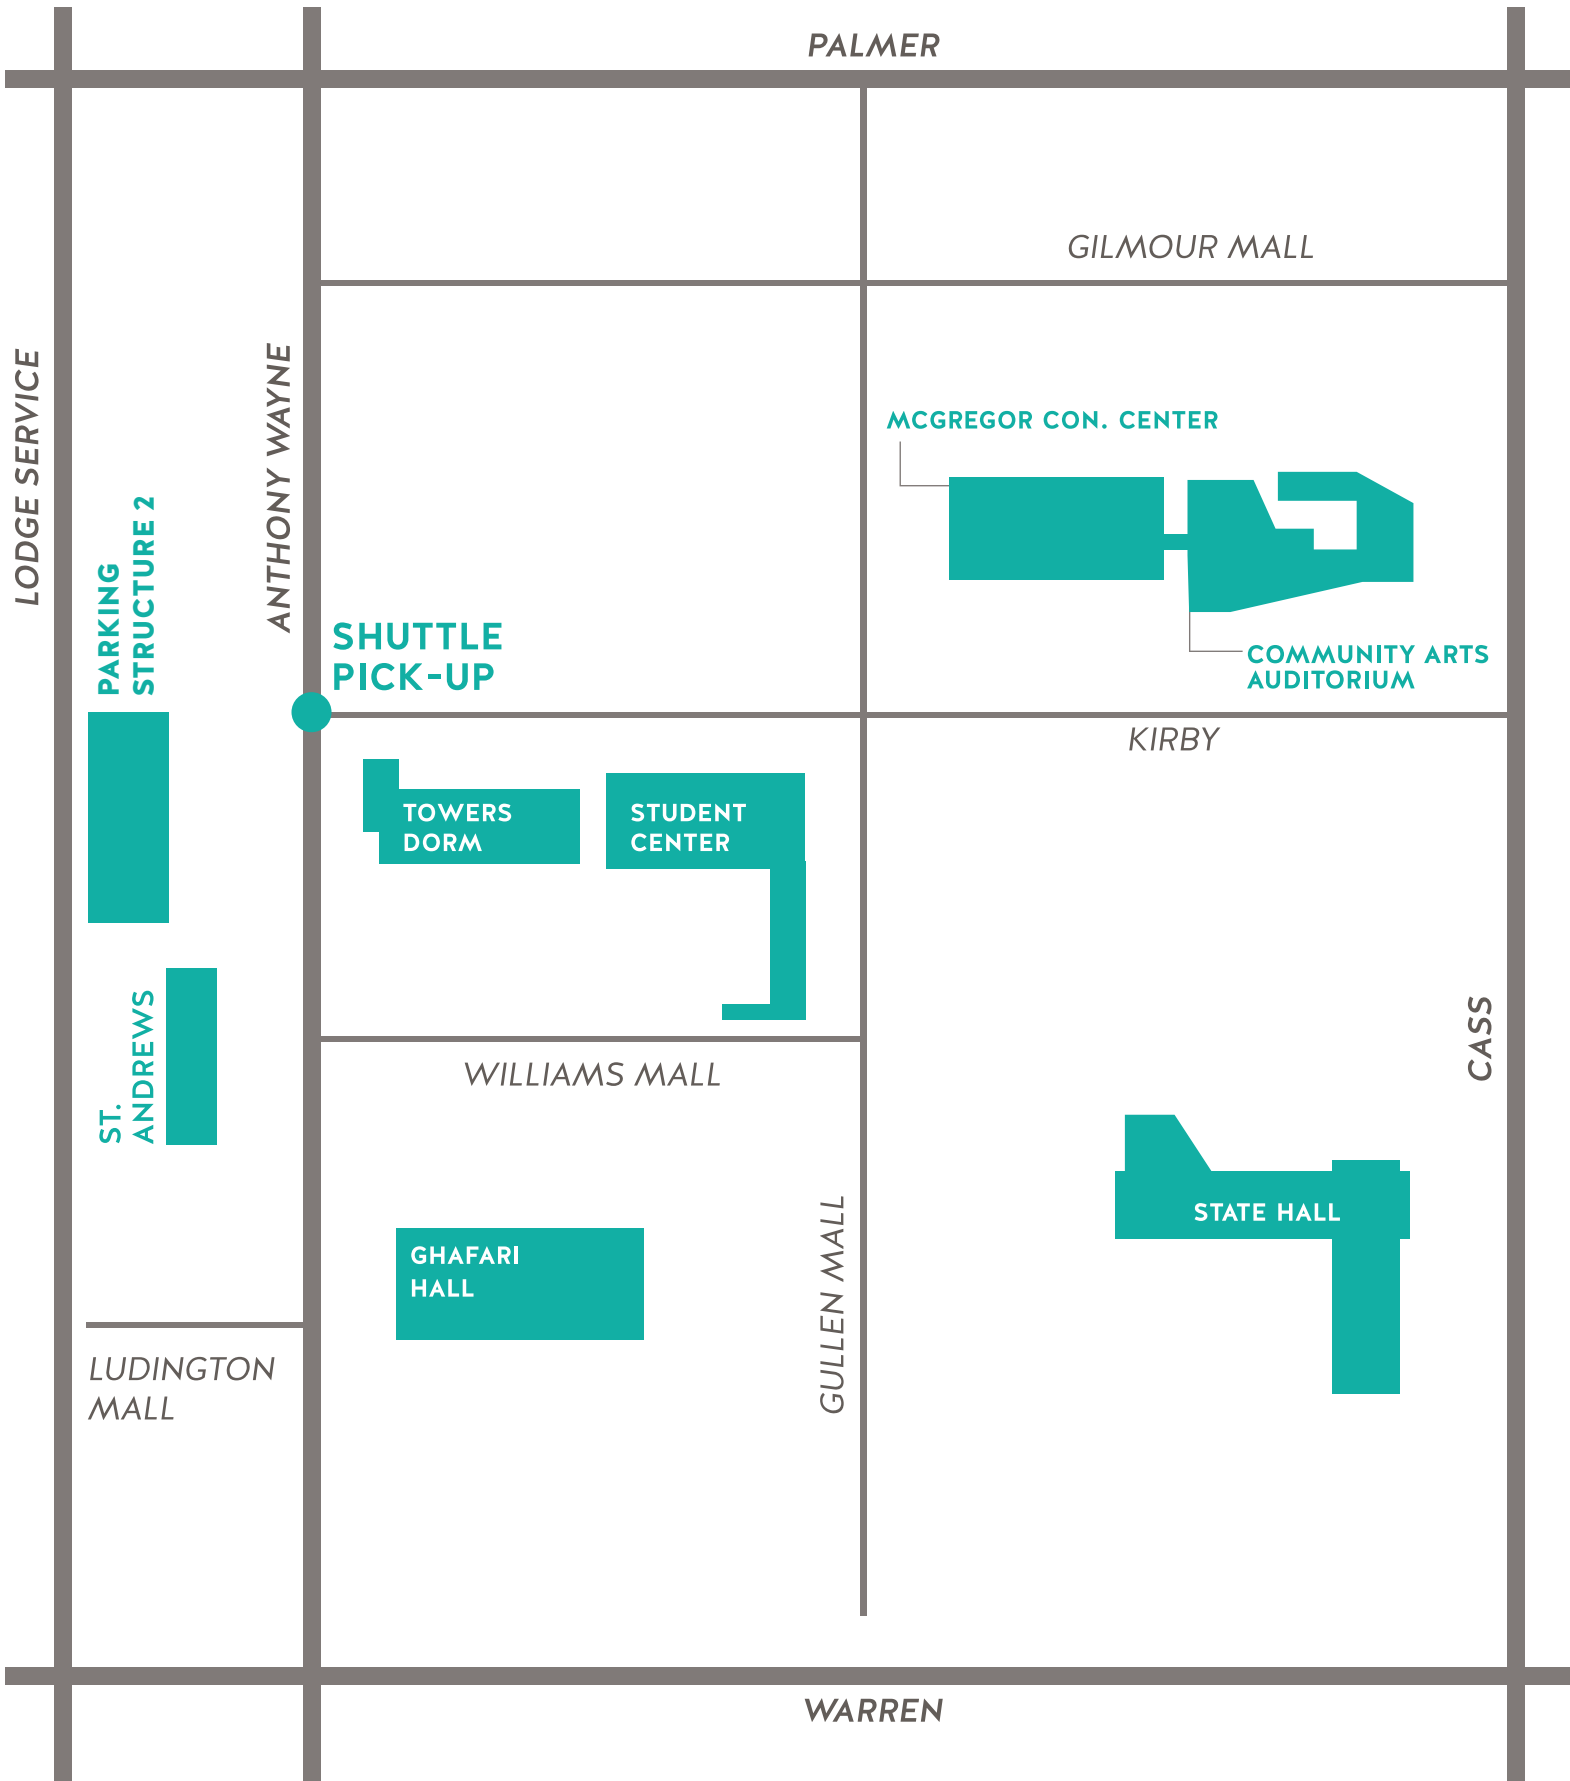 PALMER
GILMOUR MALL
LODGE SERVICE
ANTHONY WAYNE
MCGREGOR CON. CENTER
PARKING
STRUCTURE 2
SHUTTLE
PICK-UP
COMMUNITY ARTS
AUDITORIUM
KIRBY
TOWERS
DORM
STUDENT
CENTER
ST.
ANDREWS
CASS
WILLIAMS MALL
STATE HALL
GHAFARI
HALL
GULLEN MALL
LUDINGTON
MALL
WARREN